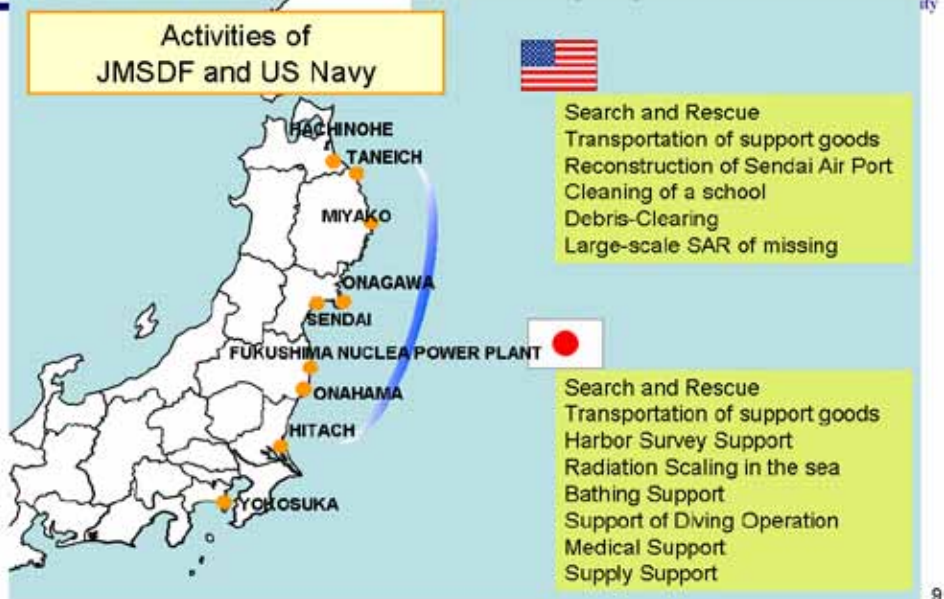 ity
Activities of
JMSDF and US Navy
Search and Rescue
Transportation of support goods
Reconstruction of Sendai Air Port
Cleaning of a school
Debris-Clearing
Large-scale SAR of missing
HACHINOHE
TANEICH
MIYAKO
ONAGAWA
SENDAI
FUKUSHIMA NUCLEA POWER PLANT
ONAHAMA
HITACH
YOKOSUKA
Search and Rescue
Transportation of support goods
Harbor Survey Support
Radiation Scaling in the sea
Bathing Support
Support of Diving Operation
Medical Support
Supply Support
9